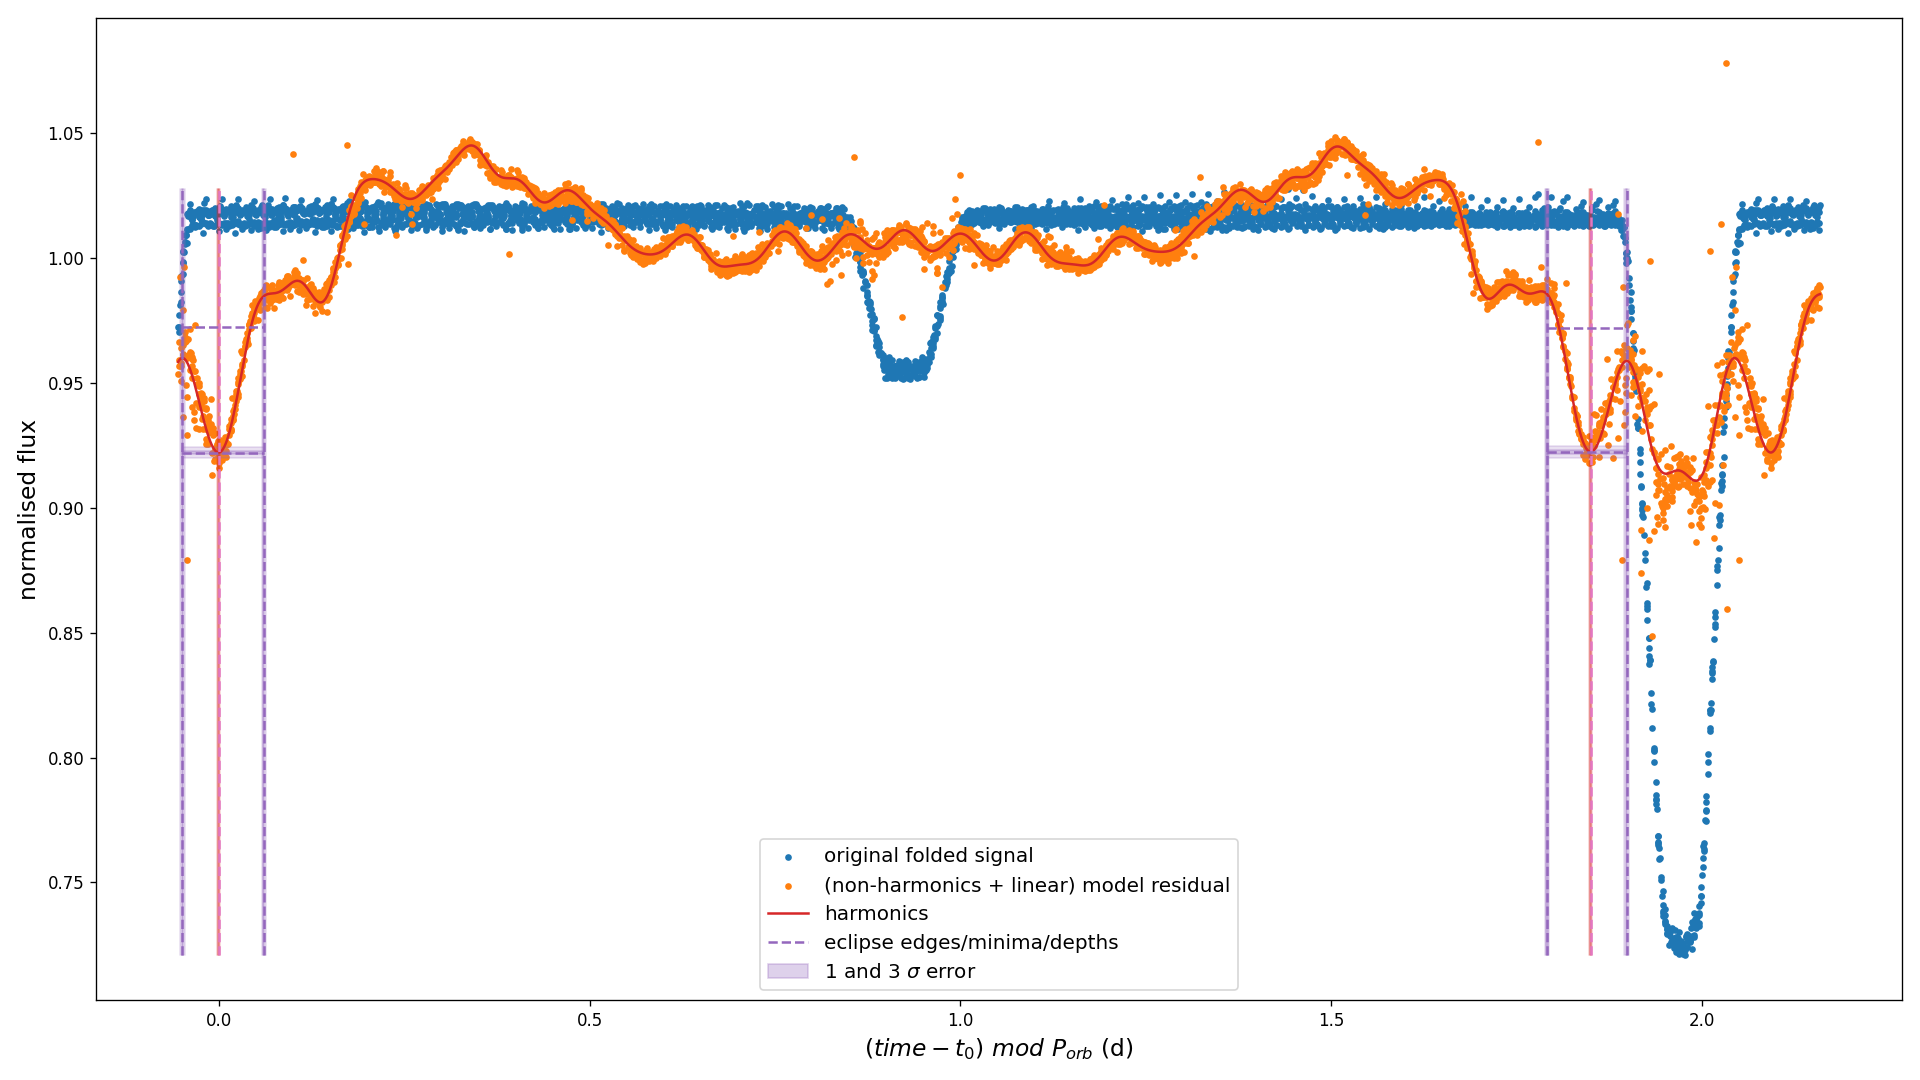 normalised flux
1.05
1.00
0.95
0.90
0.85
0.80
0.75
original folded signal
(non-harmonics + linear) model residual
harmonics
eclipse edges/minima/depths
1 and 3 σ error
0.0 0.5 1.0 1.5 2.0
(time − t₀) mod Pₒᵣb (d)